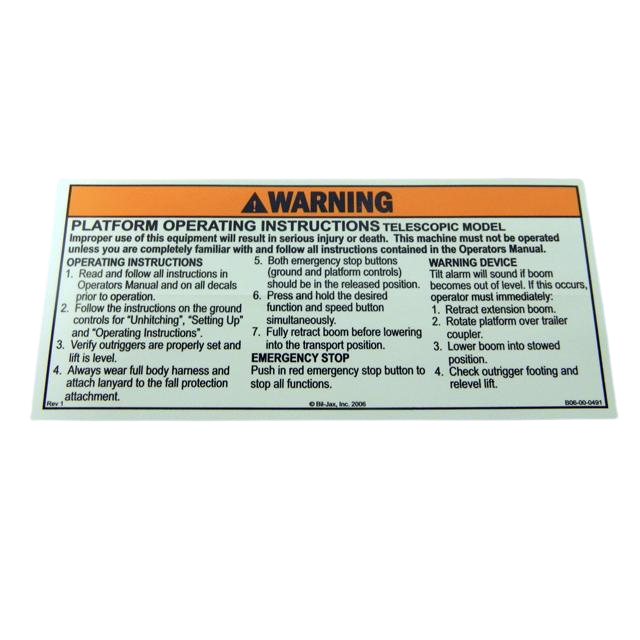 WARNING
PLATFORM OPERATING INSTRUCTIONS TELESCOPIC MODEL
Improper use of this equipment will result in serious injury or death. This machine must not be operated
unless you are completely familiar with and follow all instructions contained in the Operators Manual.
OPERATING INSTRUCTIONS
1. Read and follow all instructions in
Operators Manual and on all decals
prior to operation.
2. Follow the instructions on the ground
controls for "Unhitching", "Setting Up"
and "Operating Instructions".
3. Verify outriggers are properly set and
lift is level.
4. Always wear full body harness and
attach lanyard to the fall protection
attachment.
5. Both emergency stop buttons
(ground and platform controls)
should be in the released position.
6. Press and hold the desired
function and speed button
simultaneously.
7. Fully retract boom before lowering
into the transport position.
EMERGENCY STOP
Push in red emergency stop button to
stop all functions.
WARNING DEVICE
Tilt alarm will sound if boom
becomes out of level. If this occurs,
operator must immediately:
1. Retract extension boom.
2. Rotate platform over trailer
coupler.
3. Lower boom into stowed
position.
4. Check outrigger footing and
relevel lift.
Rev 1
© Bil-Jax, Inc. 2006
B06-00-0491